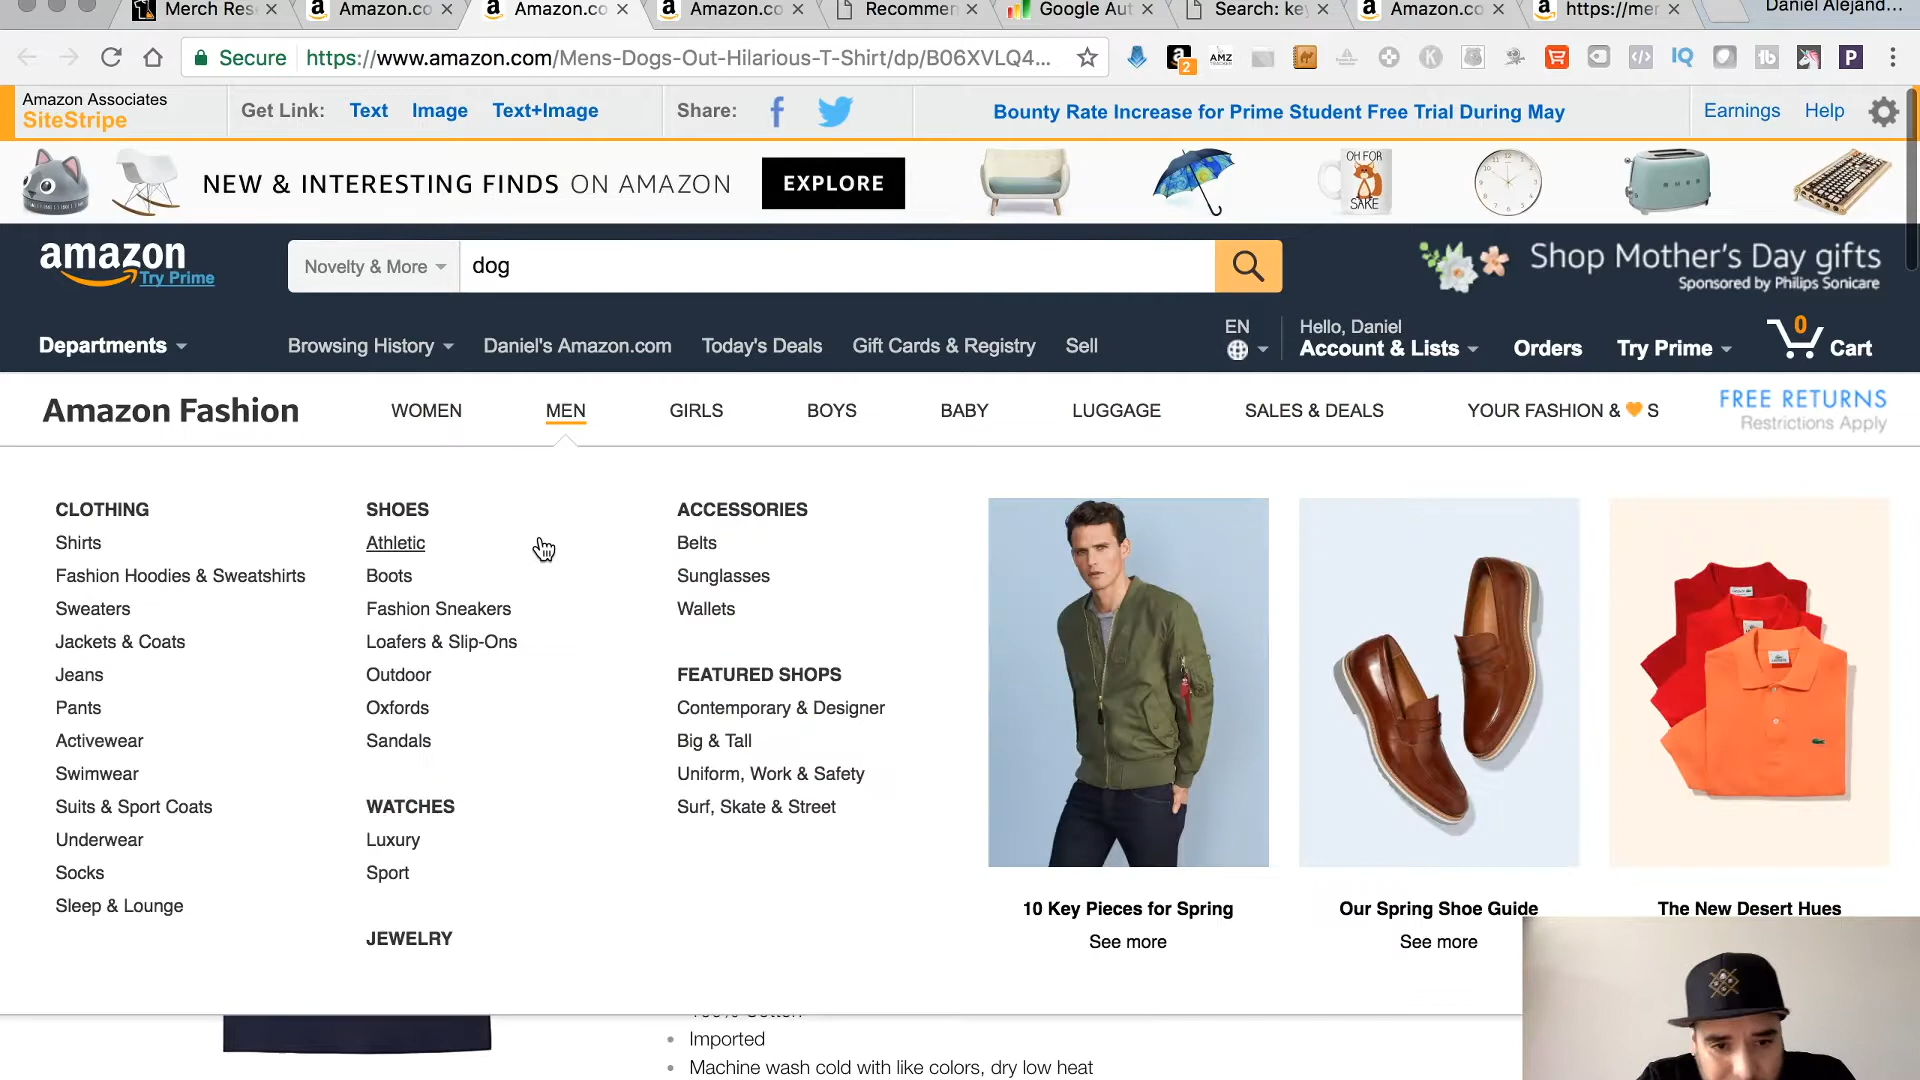 Merch Res
Amazon.co
Amazon.co
Amazon.co
Recommen
Google Aut
Search: key
Amazon.co
https://mer
Daniel Alejand...
Secure
https://www.amazon.com/Mens-Dogs-Out-Hilarious-T-Shirt/dp/B06XVLQ4...
Amazon Associates
SiteStripe
Get Link: Text Image Text+Image
Share:
Bounty Rate Increase for Prime Student Free Trial During May
Earnings Help
NEW & INTERESTING FINDS ON AMAZON
EXPLORE
OH FOR
SAKE
amazon
Try Prime
Novelty & More
dog
Shop Mother's Day gifts
Sponsored by Philips Sonicare
Departments
Browsing History
Daniel's Amazon.com
Today's Deals
Gift Cards & Registry
Sell
EN
Hello, Daniel
Account & Lists
Orders
Try Prime
0
Cart
Amazon Fashion
WOMEN
MEN
GIRLS
BOYS
BABY
LUGGAGE
SALES & DEALS
YOUR FASHION & 🧡 S
FREE RETURNS
Restrictions Apply
CLOTHING
Shirts
Fashion Hoodies & Sweatshirts
Sweaters
Jackets & Coats
Jeans
Pants
Activewear
Swimwear
Suits & Sport Coats
Underwear
Socks
Sleep & Lounge
SHOES
Athletic
Boots
Fashion Sneakers
Loafers & Slip-Ons
Outdoor
Oxfords
Sandals
WATCHES
Luxury
Sport
JEWELRY
ACCESSORIES
Belts
Sunglasses
Wallets
FEATURED SHOPS
Contemporary & Designer
Big & Tall
Uniform, Work & Safety
Surf, Skate & Street
10 Key Pieces for Spring
See more
Our Spring Shoe Guide
See more
The New Desert Hues
Imported
Machine wash cold with like colors, dry low heat